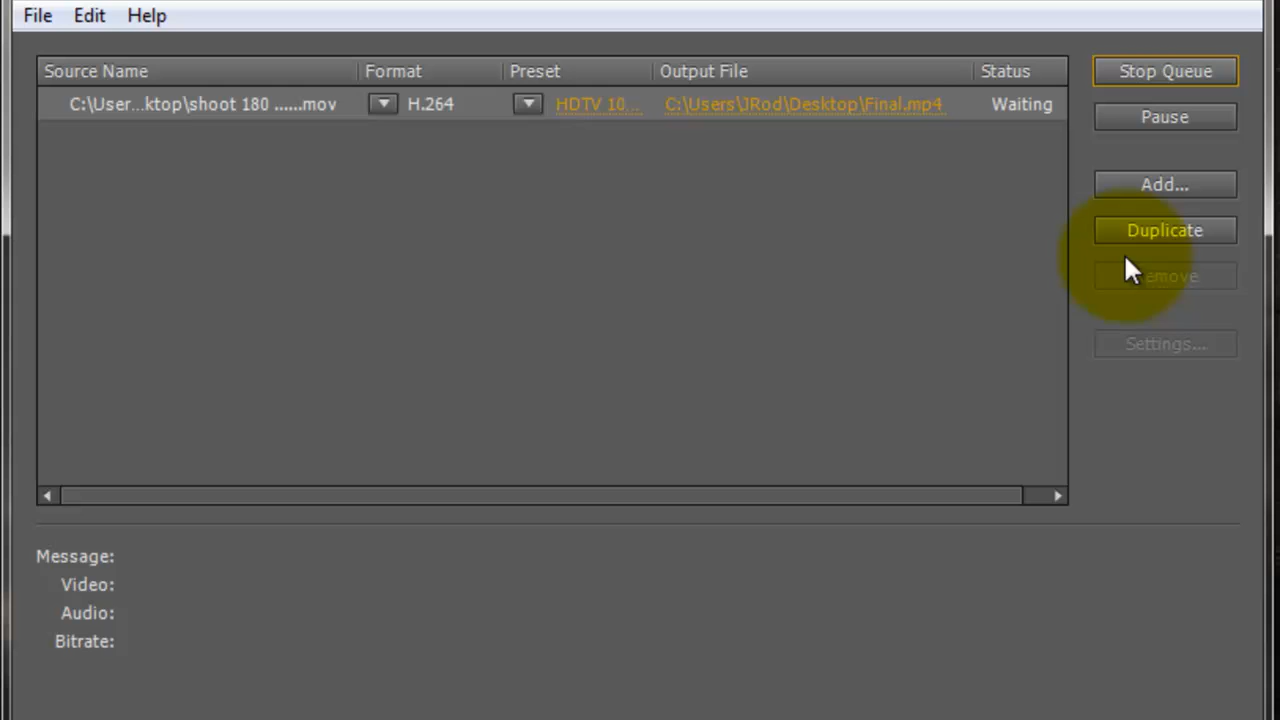 File Edit Help
Source Name Format Preset Output File Status
C:\User...ktop\shoot 180 ......mov H.264 HDTV 10... C:\Users\JRod\Desktop\Final.mp4 Waiting
Stop Queue
Pause
Add...
Duplicate
Remove
Settings...
Message:
Video:
Audio:
Bitrate: